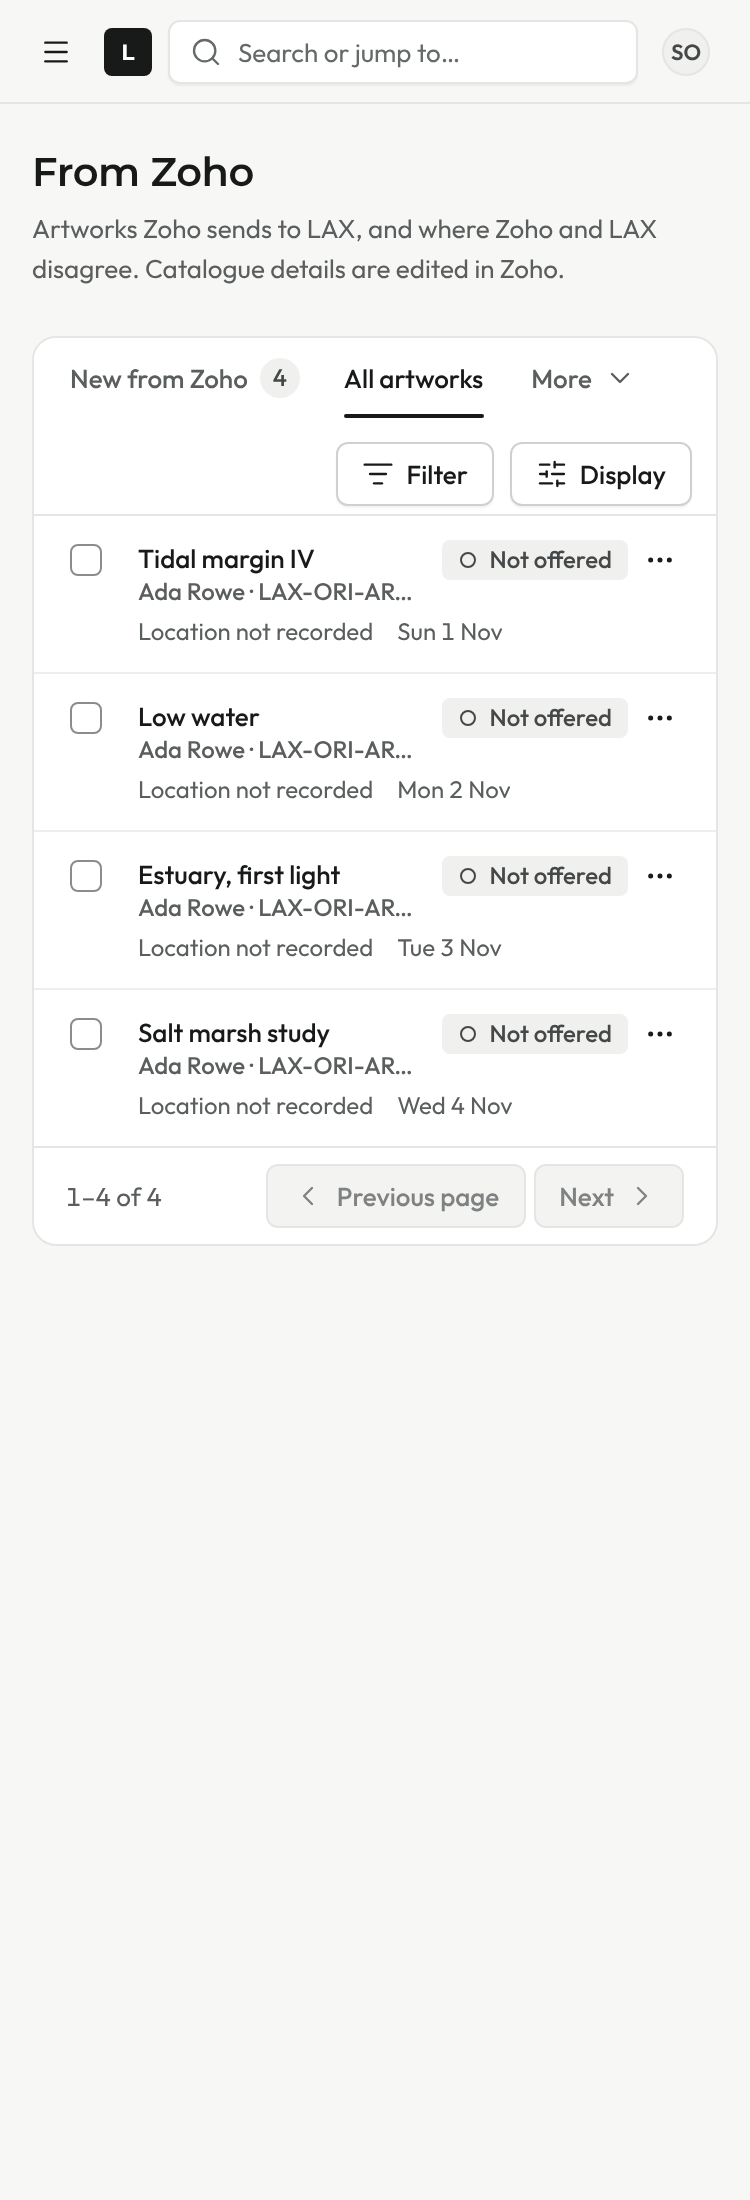 L
Search or jump to...
SO
From Zoho
Artworks Zoho sends to LAX, and where Zoho and LAX
disagree. Catalogue details are edited in Zoho.
New from Zoho 4 All artworks More
Filter Display
Tidal margin IV Not offered
Ada Rowe · LAX-ORI-AR...
Location not recorded Sun 1 Nov
Low water Not offered
Ada Rowe · LAX-ORI-AR...
Location not recorded Mon 2 Nov
Estuary, first light Not offered
Ada Rowe · LAX-ORI-AR...
Location not recorded Tue 3 Nov
Salt marsh study Not offered
Ada Rowe · LAX-ORI-AR...
Location not recorded Wed 4 Nov
1–4 of 4 Previous page Next